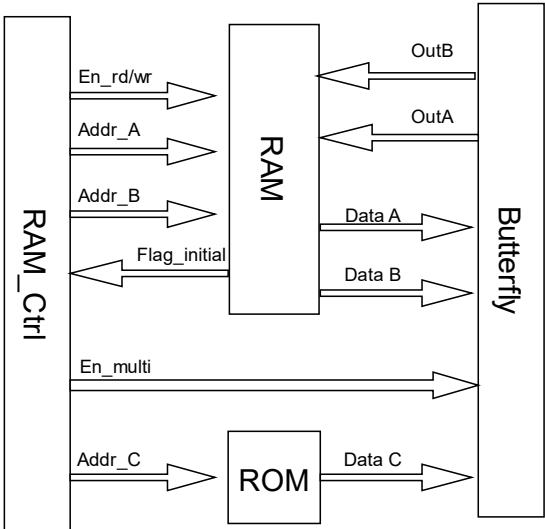 RAM_Ctrl
En_rd/wr
Addr_A
Addr_B
Flag_initial
En_multi
Addr_C
RAM
ROM
OutB
OutA
Data A
Data B
Data C
Butterfly